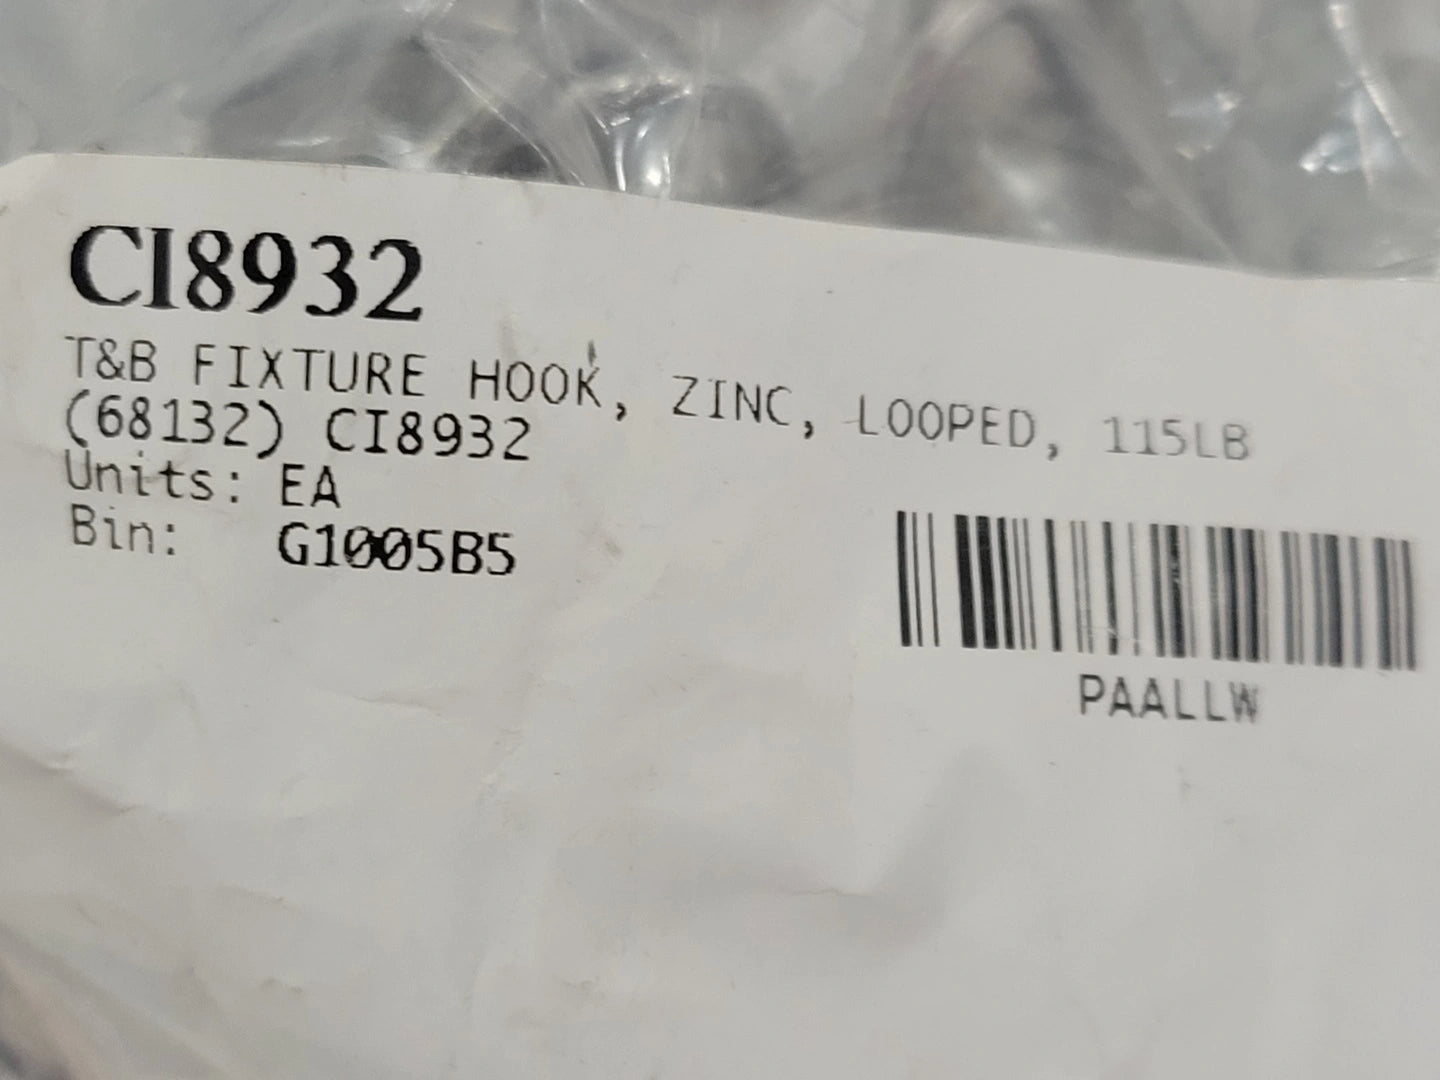 CI8932
T&B FIXTURE HOOK, ZINC, LOOPED, 115LB
(68132) CI8932
Units: EA
Bin: G1005B5
PAALLW